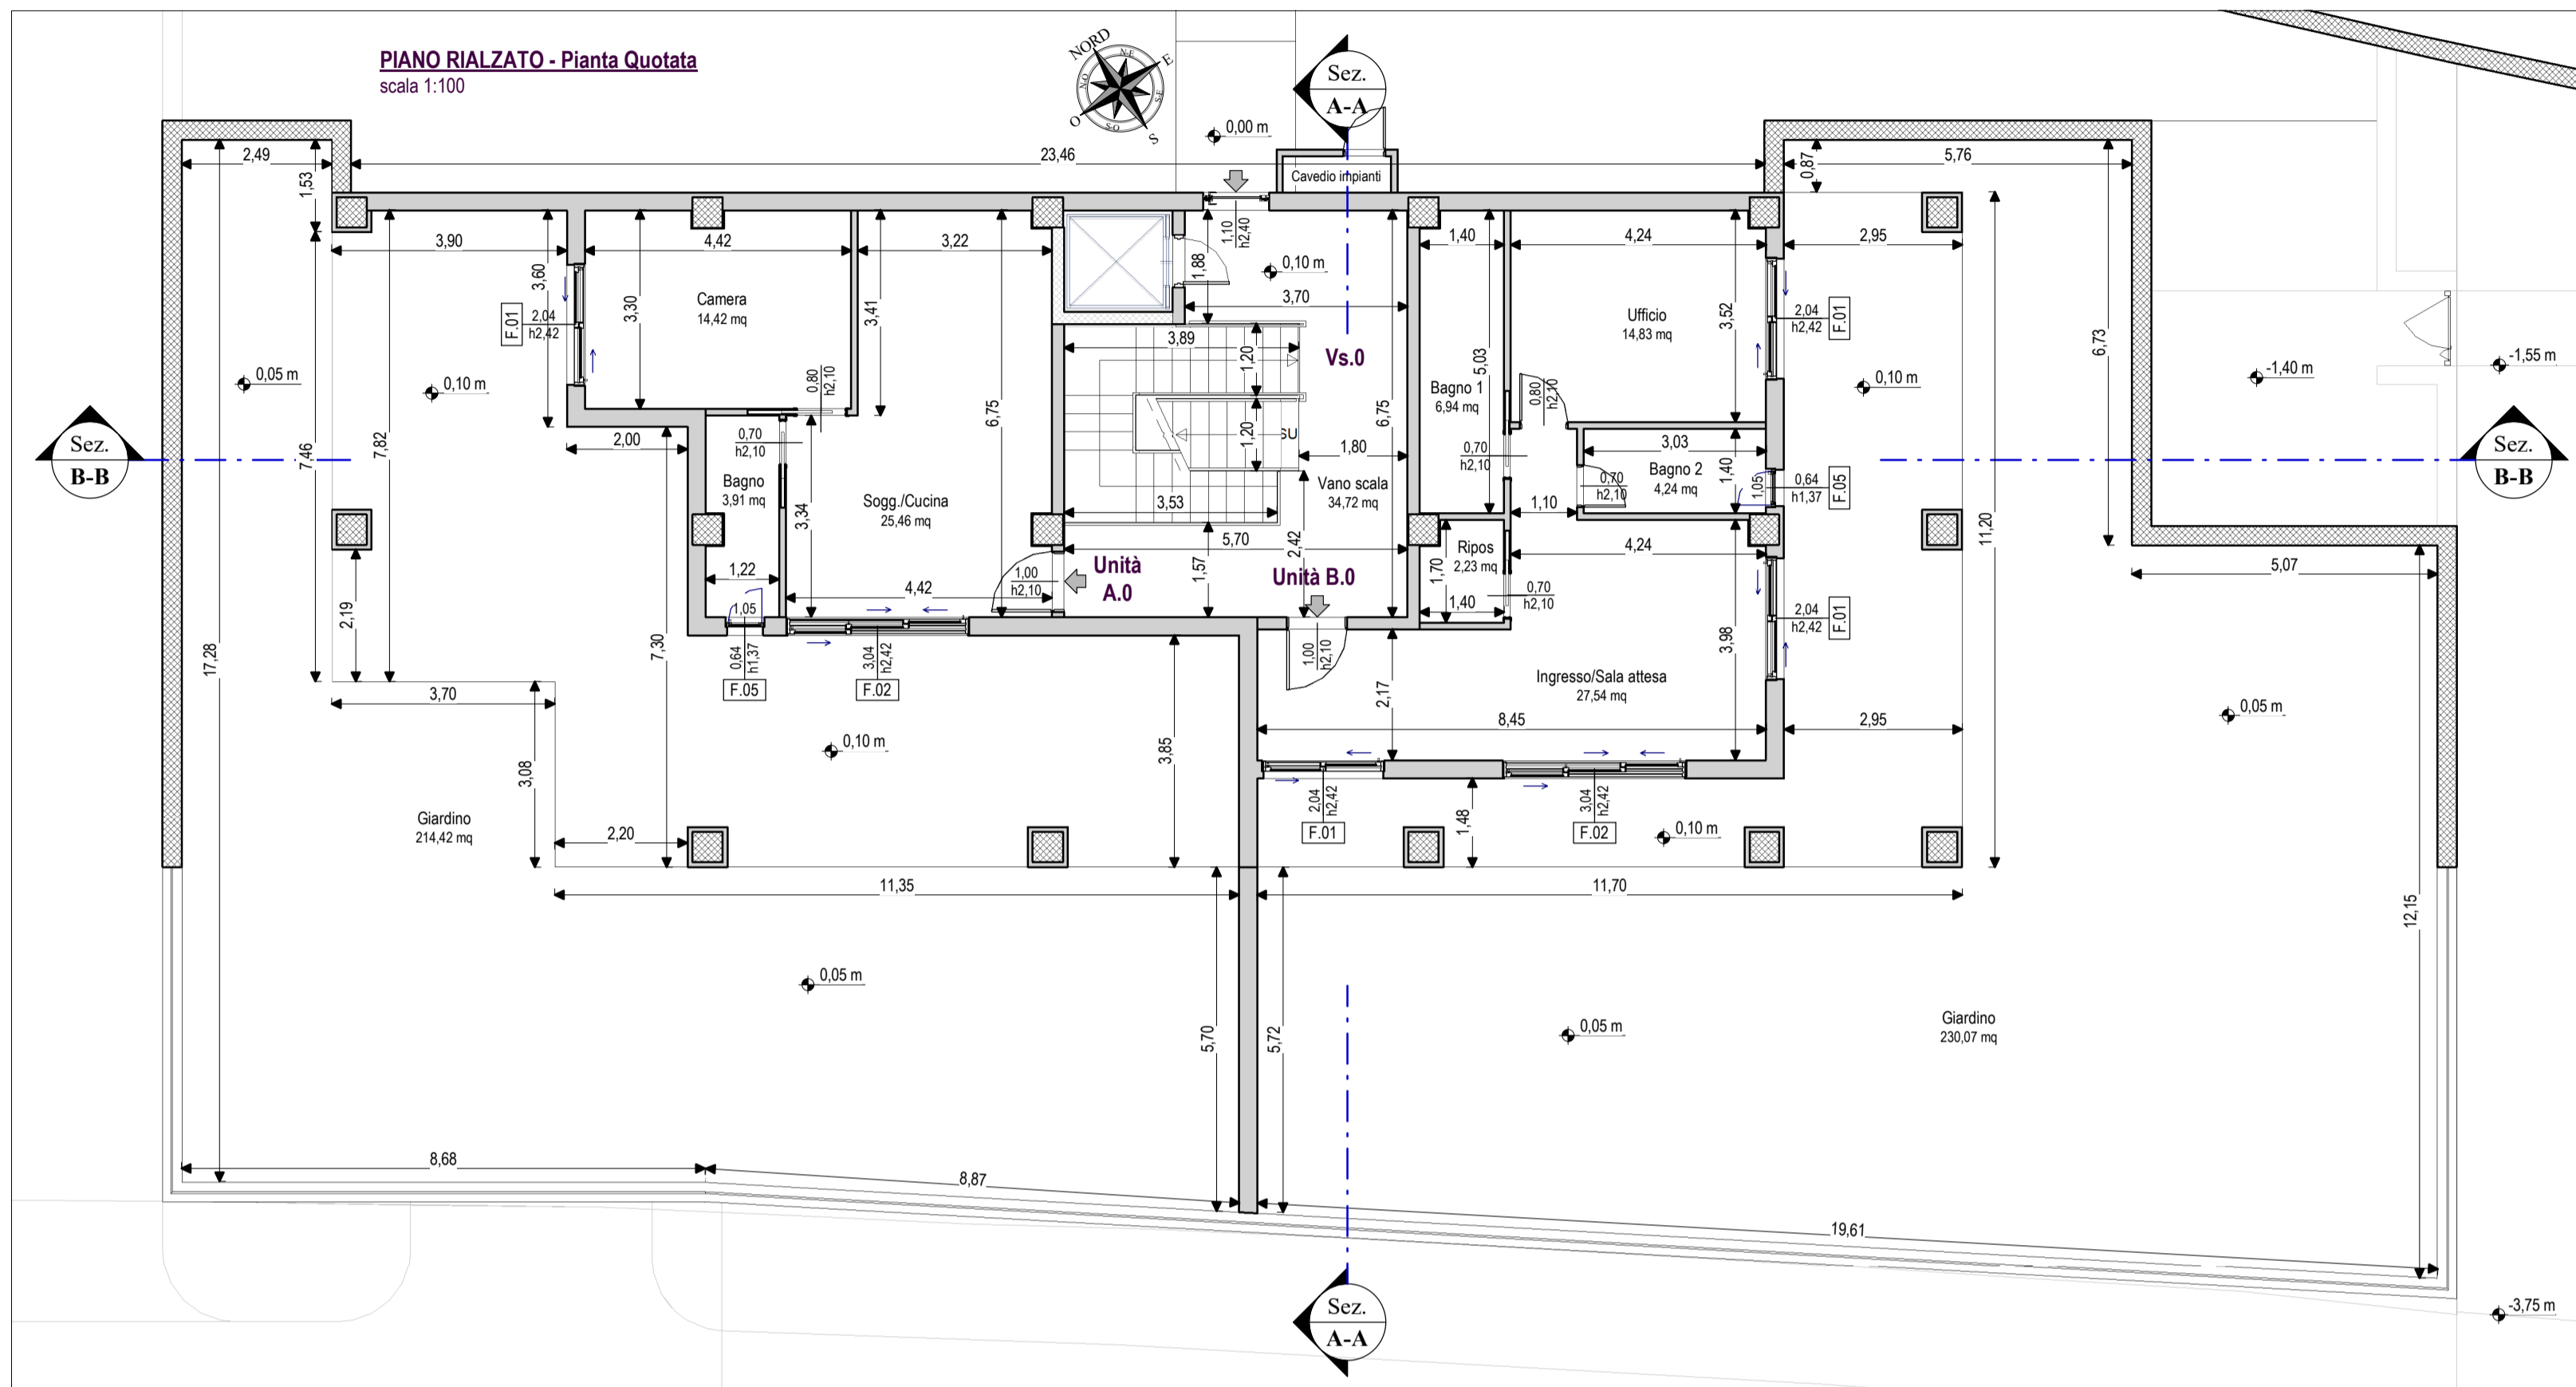 PIANO RIALZATO - Pianta Quotata
scala 1:100
NORD
N-E
E
S-E
S
S-O
O
N-O
Sez.
A-A
0,00 m
Cavedio impianti
2,49
23,46
5,76
1,53
0,87
3,90
4,42
3,22
1,10
h2,40
1,88
0,10 m
3,70
1,40
4,24
2,95
3,60
F.01
2,04
h2,42
3,30
Camera
14,42 mq
3,41
3,89
1,20
Vs.0
5,03
Ufficio
14,83 mq
3,52
2,04
h2,42
F.01
6,73
-1,55 m
-1,40 m
0,05 m
0,10 m
0,80
h2,10
6,75
6,75
Bagno 1
6,94 mq
0,80
h2,10
0,10 m
Sez.
B-B
7,46
7,82
2,00
0,70
h2,10
1,20
SU
1,80
0,70
h2,10
3,03
Bagno 2
4,24 mq
1,40
1,05
0,64
h1,37
F.05
Sez.
B-B
Bagno
3,91 mq
3,34
Sogg./Cucina
25,46 mq
3,53
Vano scala
34,72 mq
0,70
h2,10
1,10
11,20
5,70
2,42
1,57
Ripos
2,23 mq
1,70
4,24
5,07
2,19
1,22
4,42
1,00
h2,10
Unità
A.0
Unità B.0
1,40
0,70
h2,10
2,04
h2,42
F.01
1,05
17,28
7,30
0,64
h1,37
F.05
3,04
h2,42
F.02
1,00
h2,10
3,98
Ingresso/Sala attesa
27,54 mq
2,17
3,70
8,45
2,95
0,05 m
3,85
0,10 m
3,08
Giardino
214,42 mq
2,20
2,04
h2,42
F.01
1,48
3,04
h2,42
F.02
0,10 m
11,35
11,70
12,15
0,05 m
5,70
5,72
0,05 m
Giardino
230,07 mq
8,68
8,87
19,61
Sez.
A-A
-3,75 m